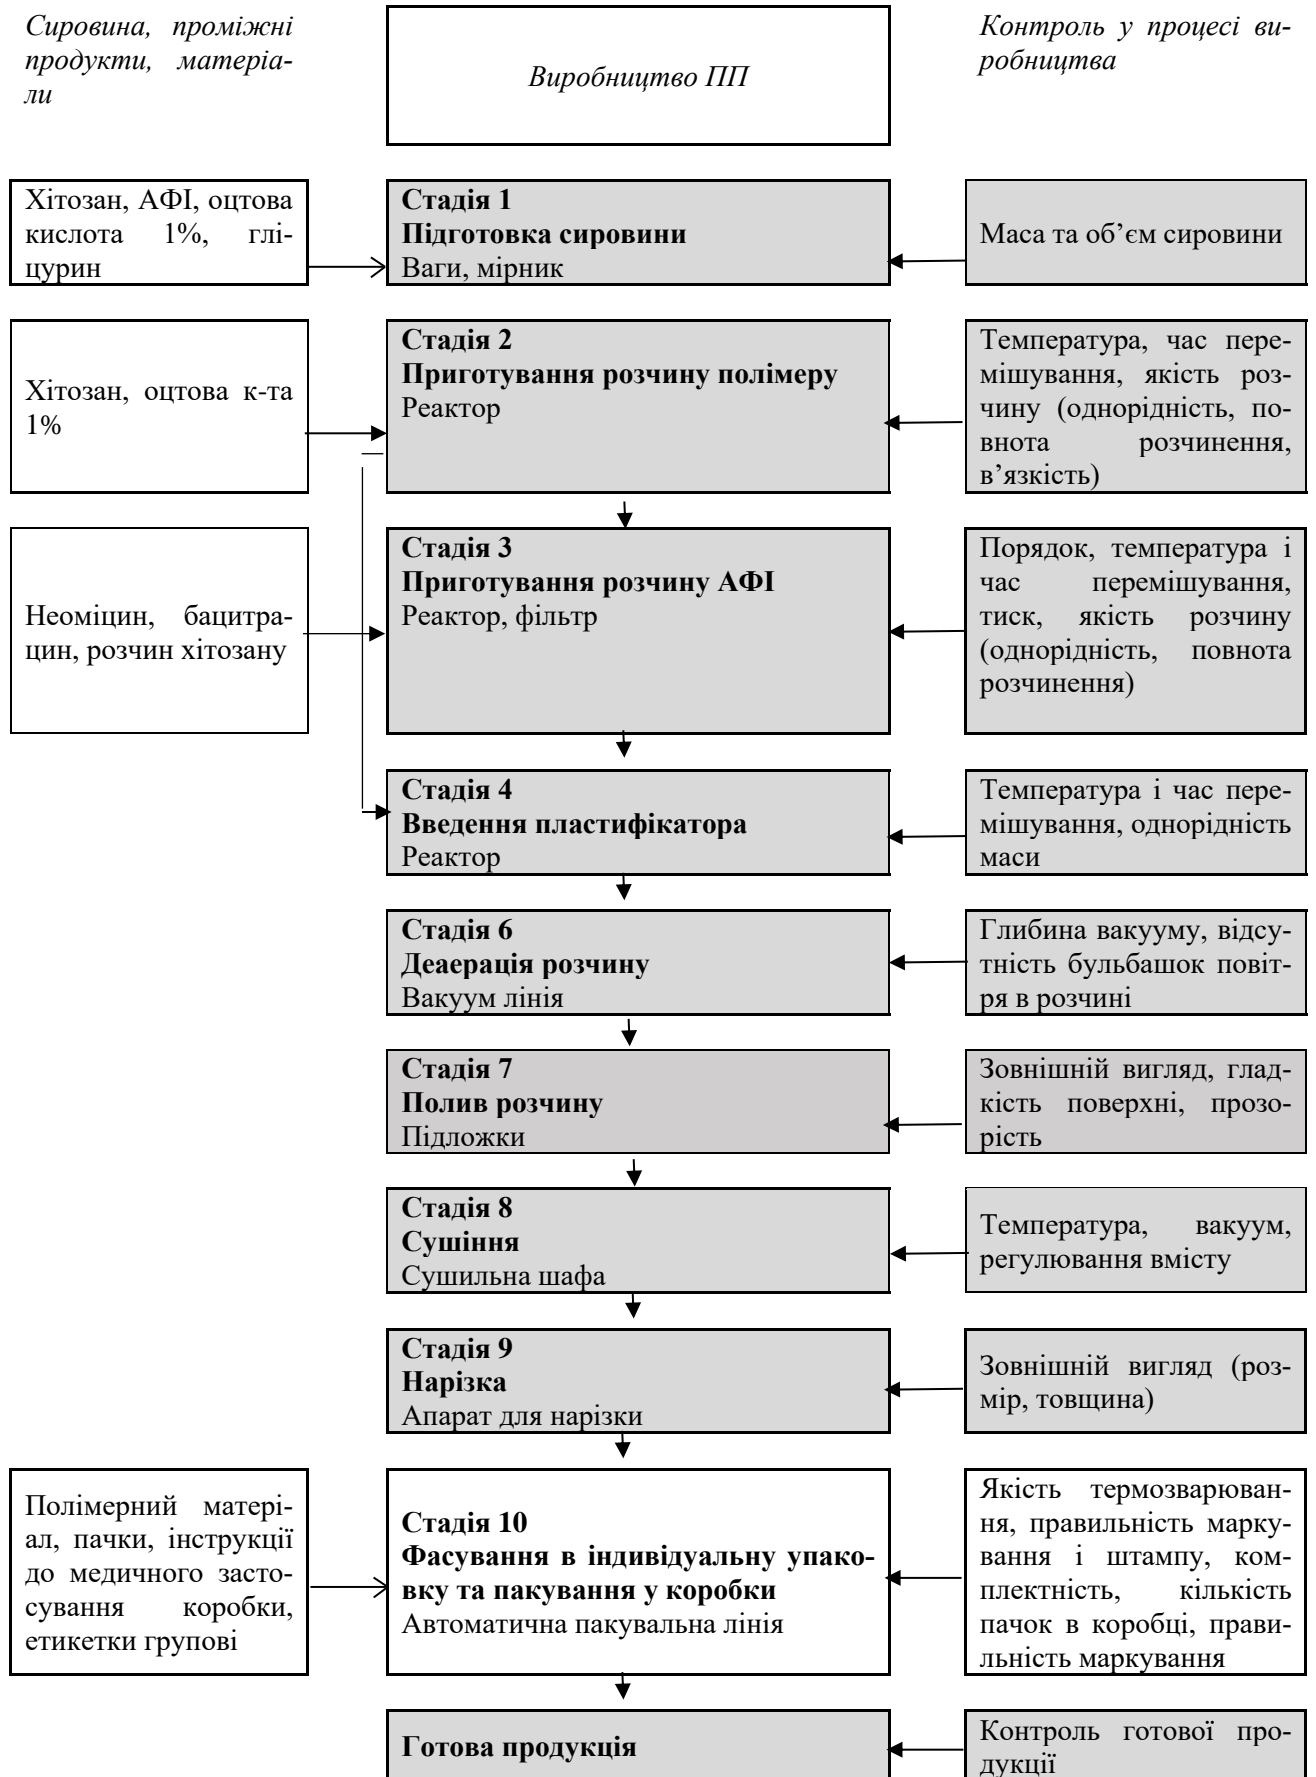 Сировина, проміжні
продукти, матеріа-
ли
Виробництво ПП
Контроль у процесі ви-
робництва
Хітозан, АФІ, оцтова
кислота 1%, глі-
цурин
Стадія 1
Підготовка сировини
Ваги, мірник
Маса та об’єм сировини
Хітозан, оцтова к-та
1%
Стадія 2
Приготування розчину полімеру
Реактор
Температура, час пере-
мішування, якість роз-
чину (однорідність, по-
внота розчинення,
в’язкість)
Неоміцин, бацитра-
цин, розчин хітозану
Стадія 3
Приготування розчину АФІ
Реактор, фільтр
Порядок, температура і
час перемішування,
тиск, якість розчину
(однорідність, повнота
розчинення)
Стадія 4
Введення пластифікатора
Реактор
Температура і час пере-
мішування, однорідність
маси
Стадія 6
Деаерація розчину
Вакуум лінія
Глибина вакууму, відсу-
тність бульбашок повіт-
ря в розчині
Стадія 7
Полив розчину
Підложки
Зовнішній вигляд, глад-
кість поверхні, прозо-
рість
Стадія 8
Сушіння
Сушильна шафа
Температура, вакуум,
регулювання вмісту
Стадія 9
Нарізка
Апарат для нарізки
Зовнішній вигляд (роз-
мір, товщина)
Полімерний матері-
ал, пачки, інструкції
до медичного засто-
сування коробки,
етикетки групові
Стадія 10
Фасування в індивідуальну упако-
вку та пакування у коробки
Автоматична пакувальна лінія
Якість термозварюван-
ня, правильність марку-
вання і штампу, ком-
плектність, кількість
пачок в коробці, прави-
льність маркування
Готова продукція
Контроль готової про-
дукції